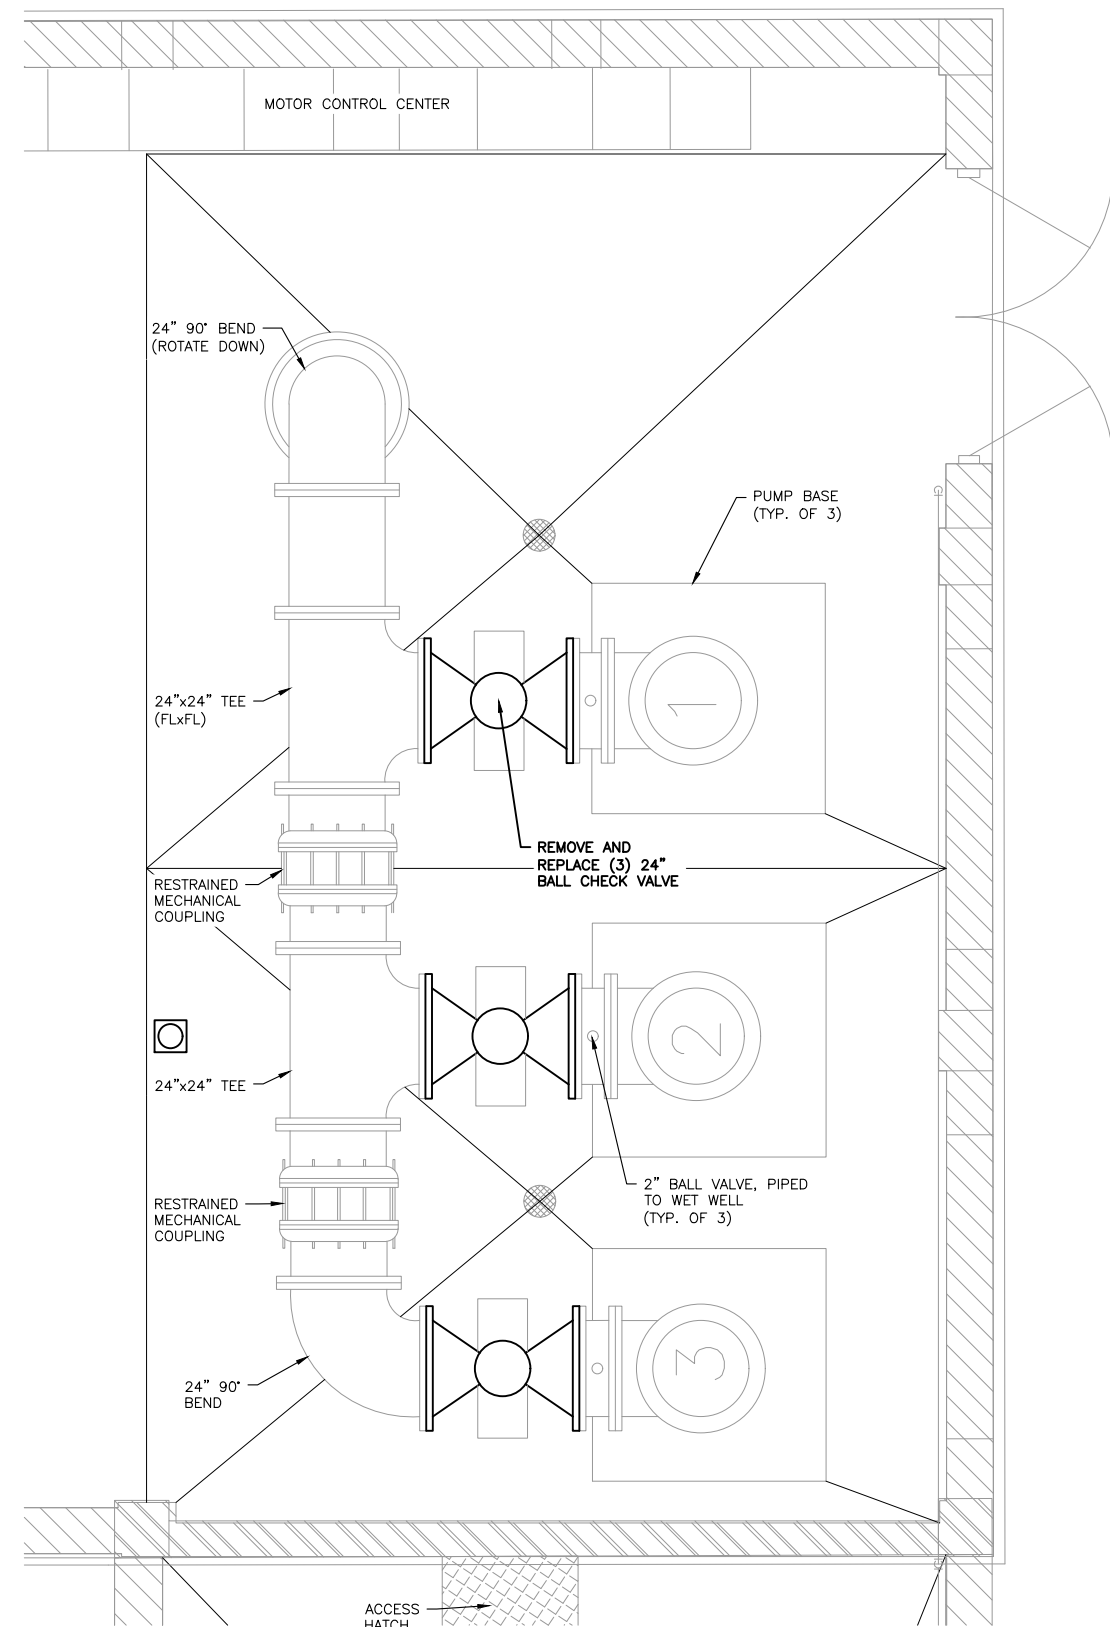 MOTOR CONTROL CENTER
24" 90° BEND
(ROTATE DOWN)
PUMP BASE
(TYP. OF 3)
24"x24" TEE
(FLxFL)
1
REMOVE AND
REPLACE (3) 24"
BALL CHECK VALVE
RESTRAINED
MECHANICAL
COUPLING
2
24"x24" TEE
2" BALL VALVE, PIPED
TO WET WELL
(TYP. OF 3)
RESTRAINED
MECHANICAL
COUPLING
3
24" 90°
BEND
ACCESS
HATCH